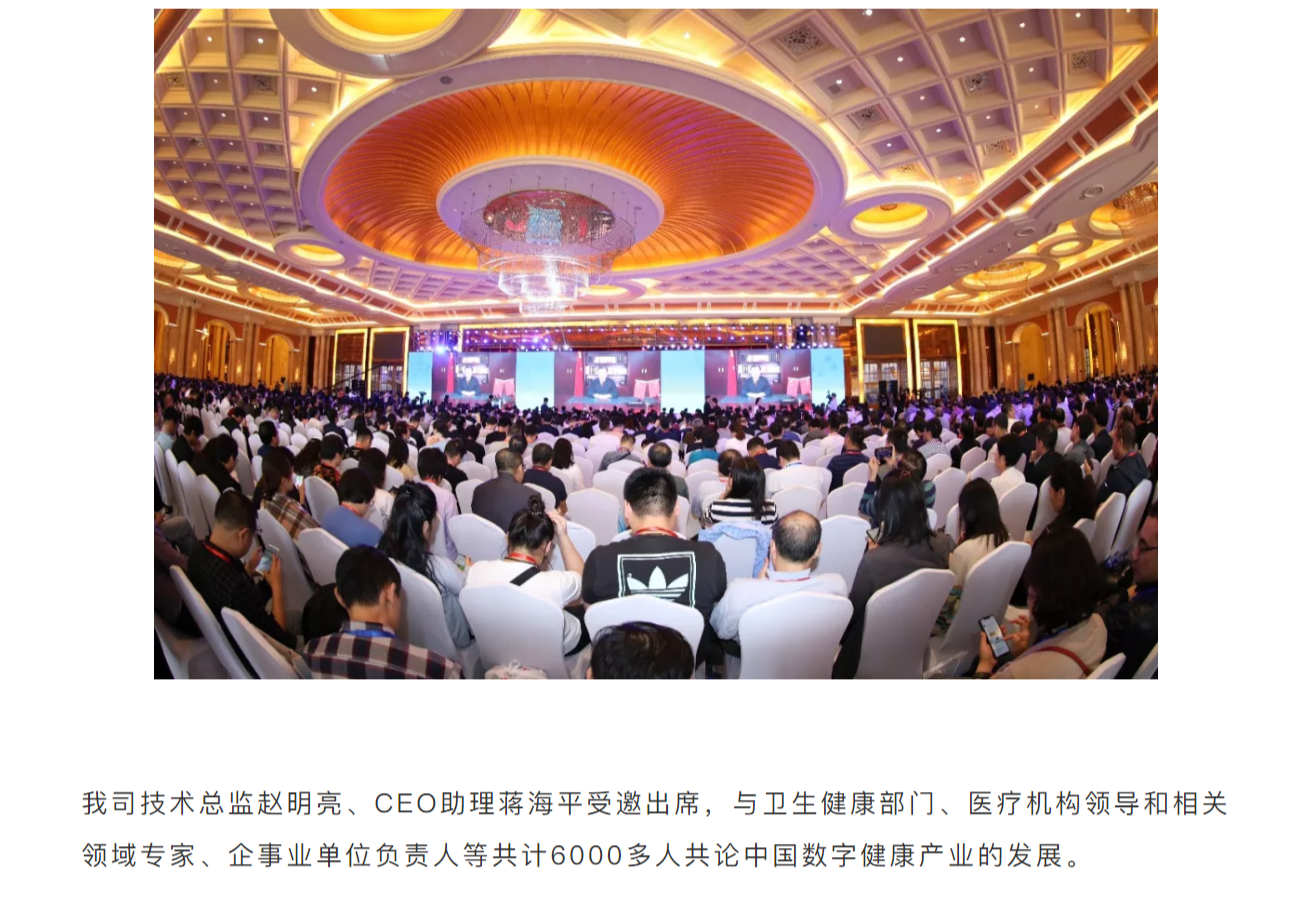 我司技术总监赵明亮、CEO助理蒋海平受邀出席，与卫生健康部门、医疗机构领导和相关
领域专家、企事业单位负责人等共计6000多人共论中国数字健康产业的发展。